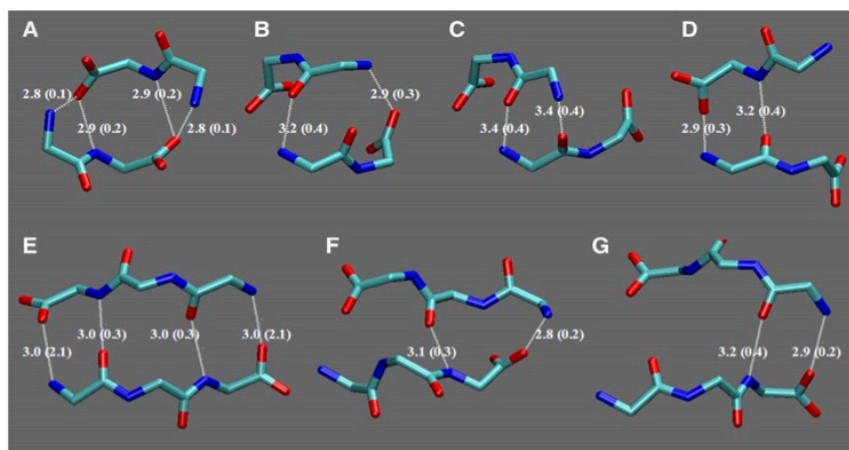 A B C D
2.8 (0.1) 2.9 (0.2) 2.9 (0.3) 3.4 (0.4) 3.2 (0.4)
2.9 (0.2) 2.8 (0.1) 3.2 (0.4) 3.4 (0.4) 2.9 (0.3)
E F G
3.0 (0.3) 3.0 (0.3) 3.0 (2.1) 2.8 (0.2)
3.0 (2.1) 3.1 (0.3) 3.2 (0.4) 2.9 (0.2)